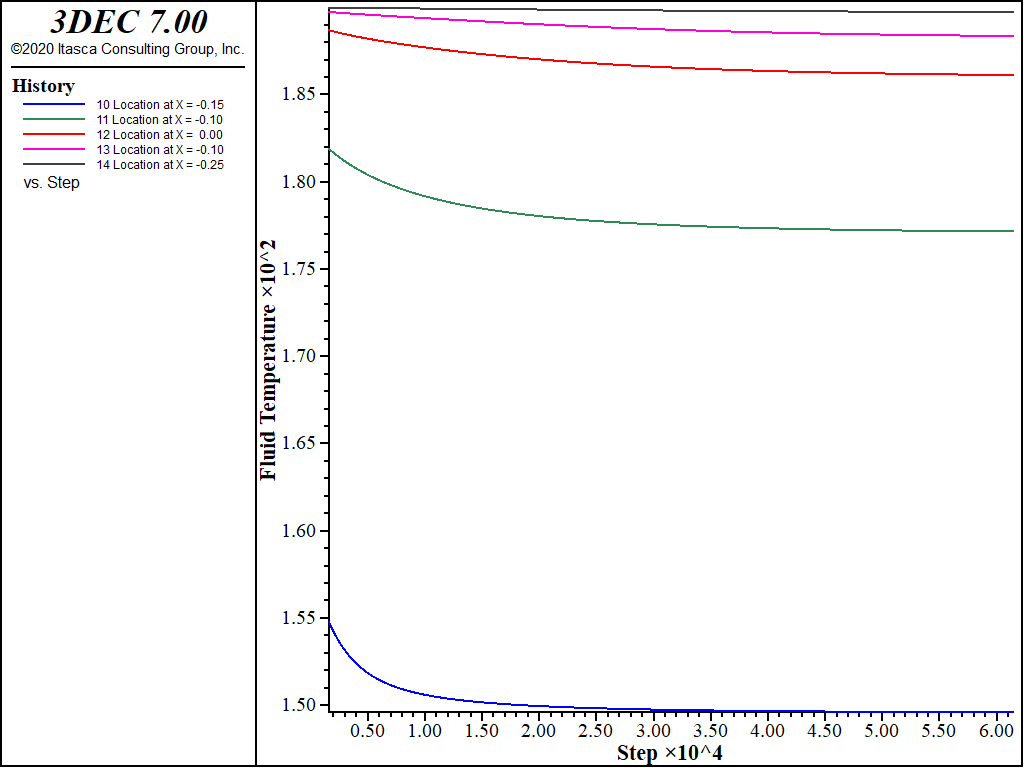 3DEC 7.00
©2020 Itasca Consulting Group, Inc.
History
10 Location at X = -0.15
11 Location at X = -0.10
12 Location at X = 0.00
13 Location at X = -0.10
14 Location at X = -0.25
vs. Step
Fluid Temperature ×10^2
1.85
1.80
1.75
1.70
1.65
1.60
1.55
1.50
0.50 1.00 1.50 2.00 2.50 3.00 3.50 4.00 4.50 5.00 5.50 6.00
Step ×10^4